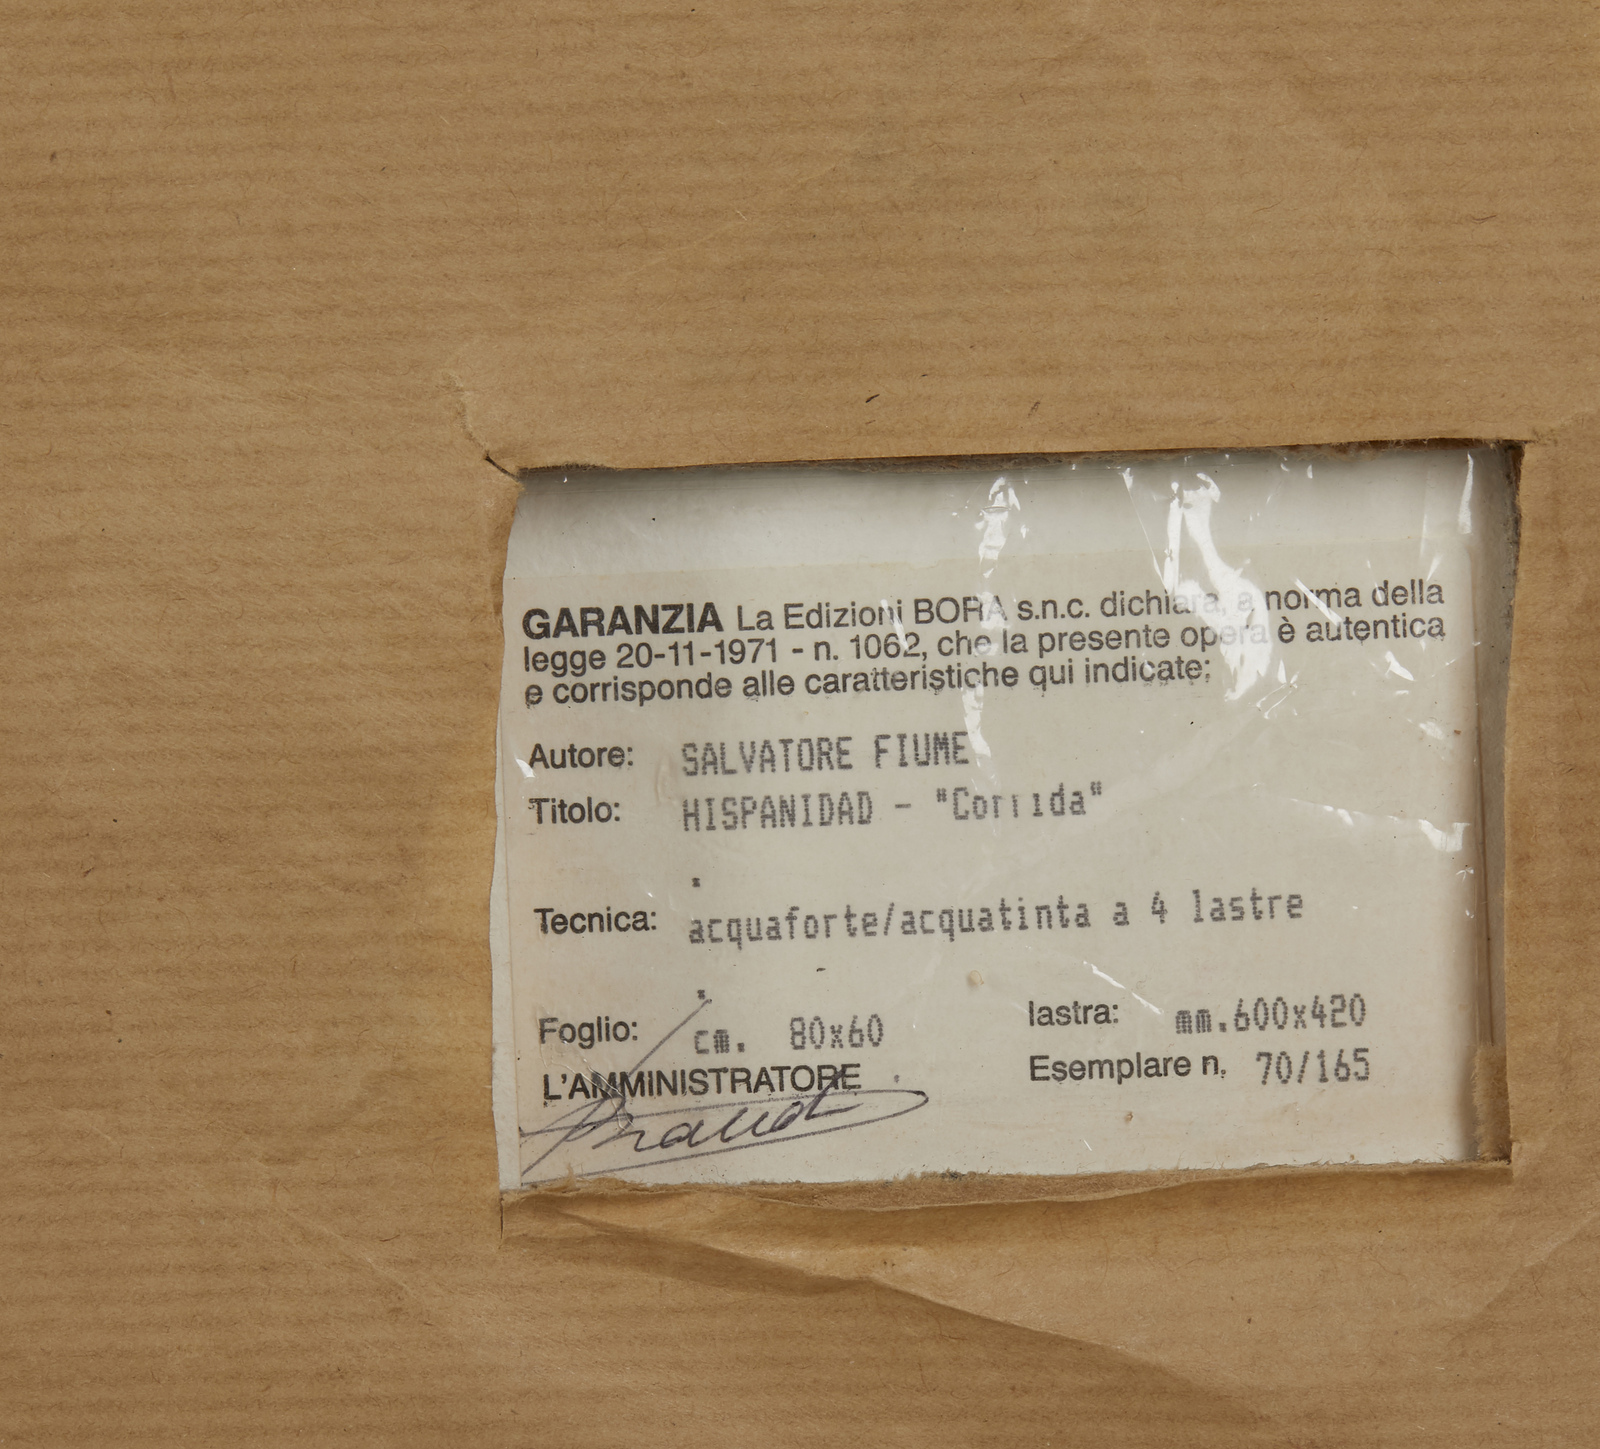 GARANZIA La Edizioni BORA s.n.c. dichiara, a norma della
legge 20-11-1971 - n. 1062, che la presente opera è autentica
e corrisponde alle caratteristiche qui indicate:
Autore: SALVATORE FIUME
Titolo: HISPANIDAD - "Corrida"
.
Tecnica: acquaforte/acquatinta a 4 lastre
.
Foglio: cm. 80x60 lastra: mm.600x420
L'AMMINISTRATORE Esemplare n. 70/165